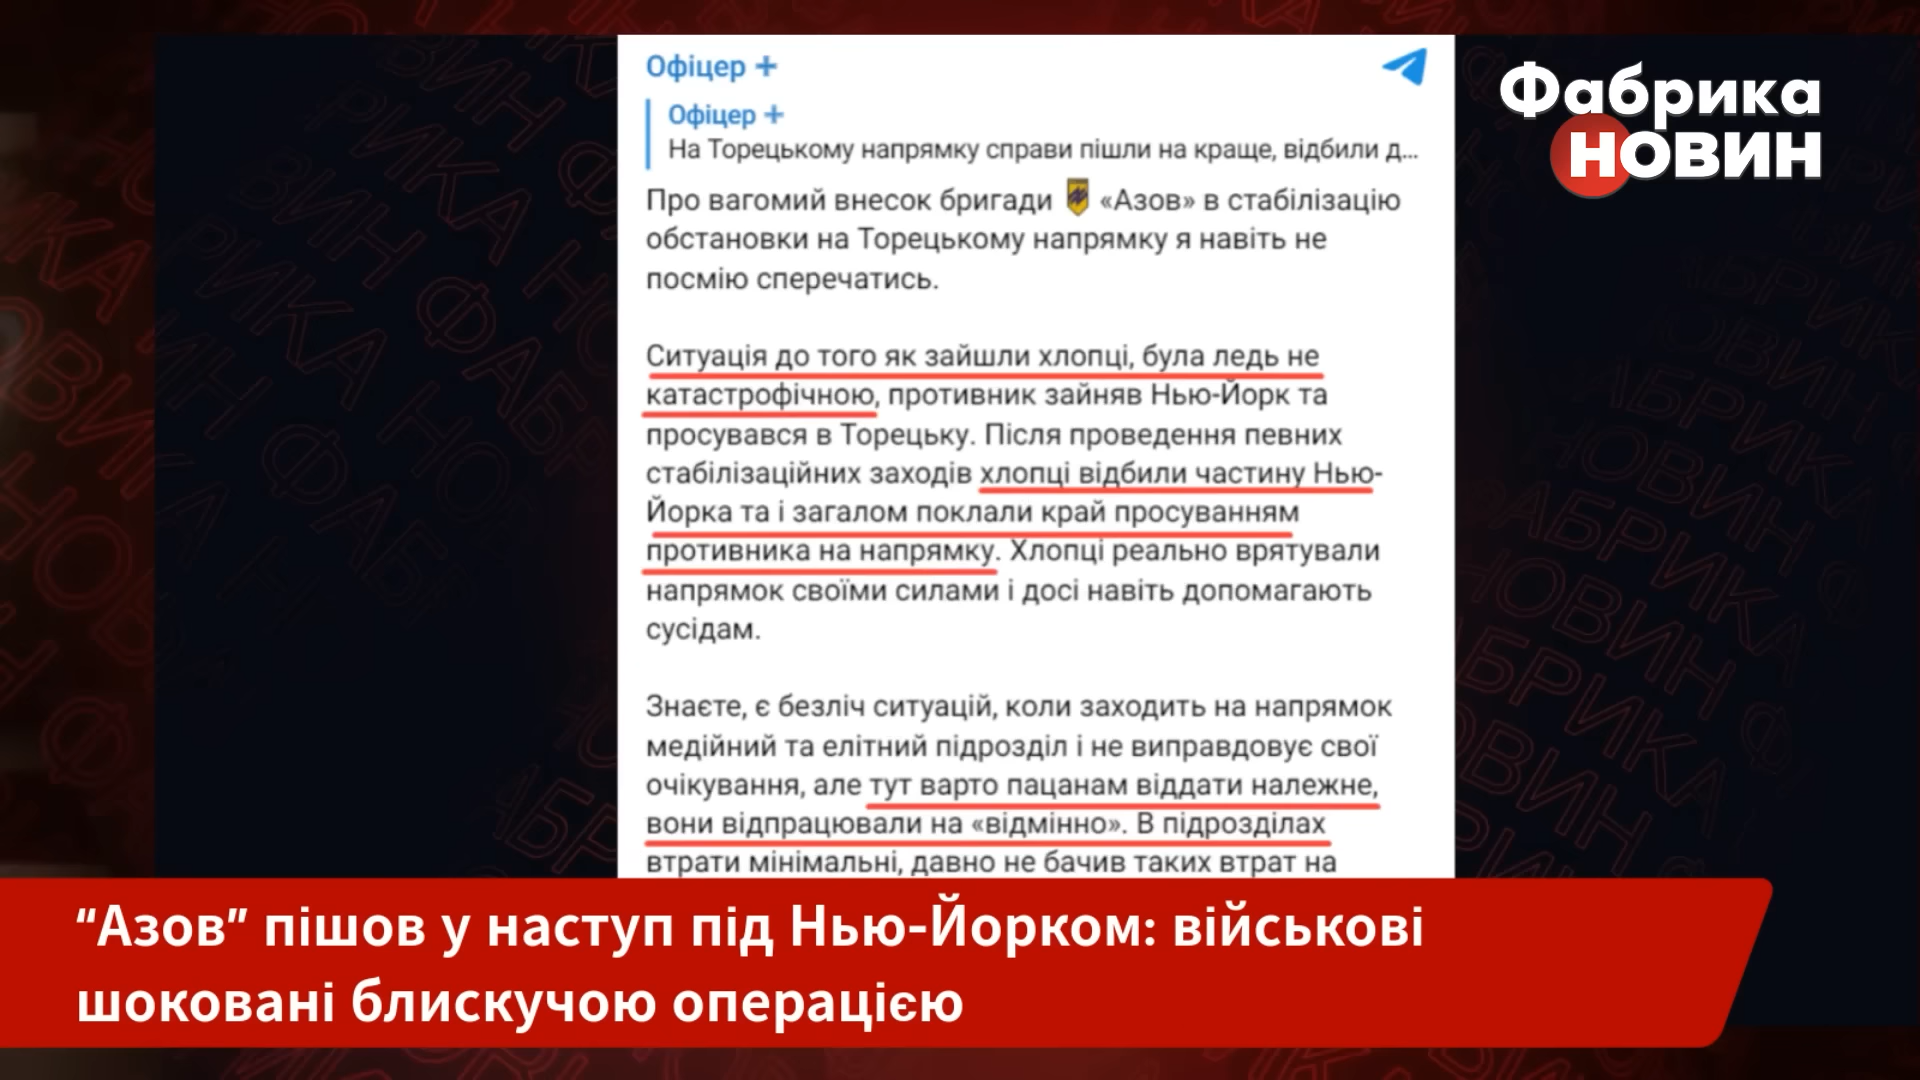 Офіцер +
Офіцер +
На Торецькому напрямку справи пішли на краще, відбили д...
Про вагомий внесок бригади «Азов» в стабілізацію
обстановки на Торецькому напрямку я навіть не
посмію сперечатись.
Ситуація до того як зайшли хлопці, була ледь не
катастрофічною, противник зайняв Нью-Йорк та
просувався в Торецьку. Після проведення певних
стабілізаційних заходів хлопці відбили частину Нью-
Йорка та і загалом поклали край просуванням
противника на напрямку. Хлопці реально врятували
напрямок своїми силами і досі навіть допомагають
сусідам.
Знаєте, є безліч ситуацій, коли заходить на напрямок
медійний та елітний підрозділ і не виправдовує свої
очікування, але тут варто пацанам віддати належне,
вони відпрацювали на «відмінно». В підрозділах
втрати мінімальні, давно не бачив таких втрат на
Фабрика
новин
“Азов” пішов у наступ під Нью-Йорком: військові
шоковані блискучою операцією